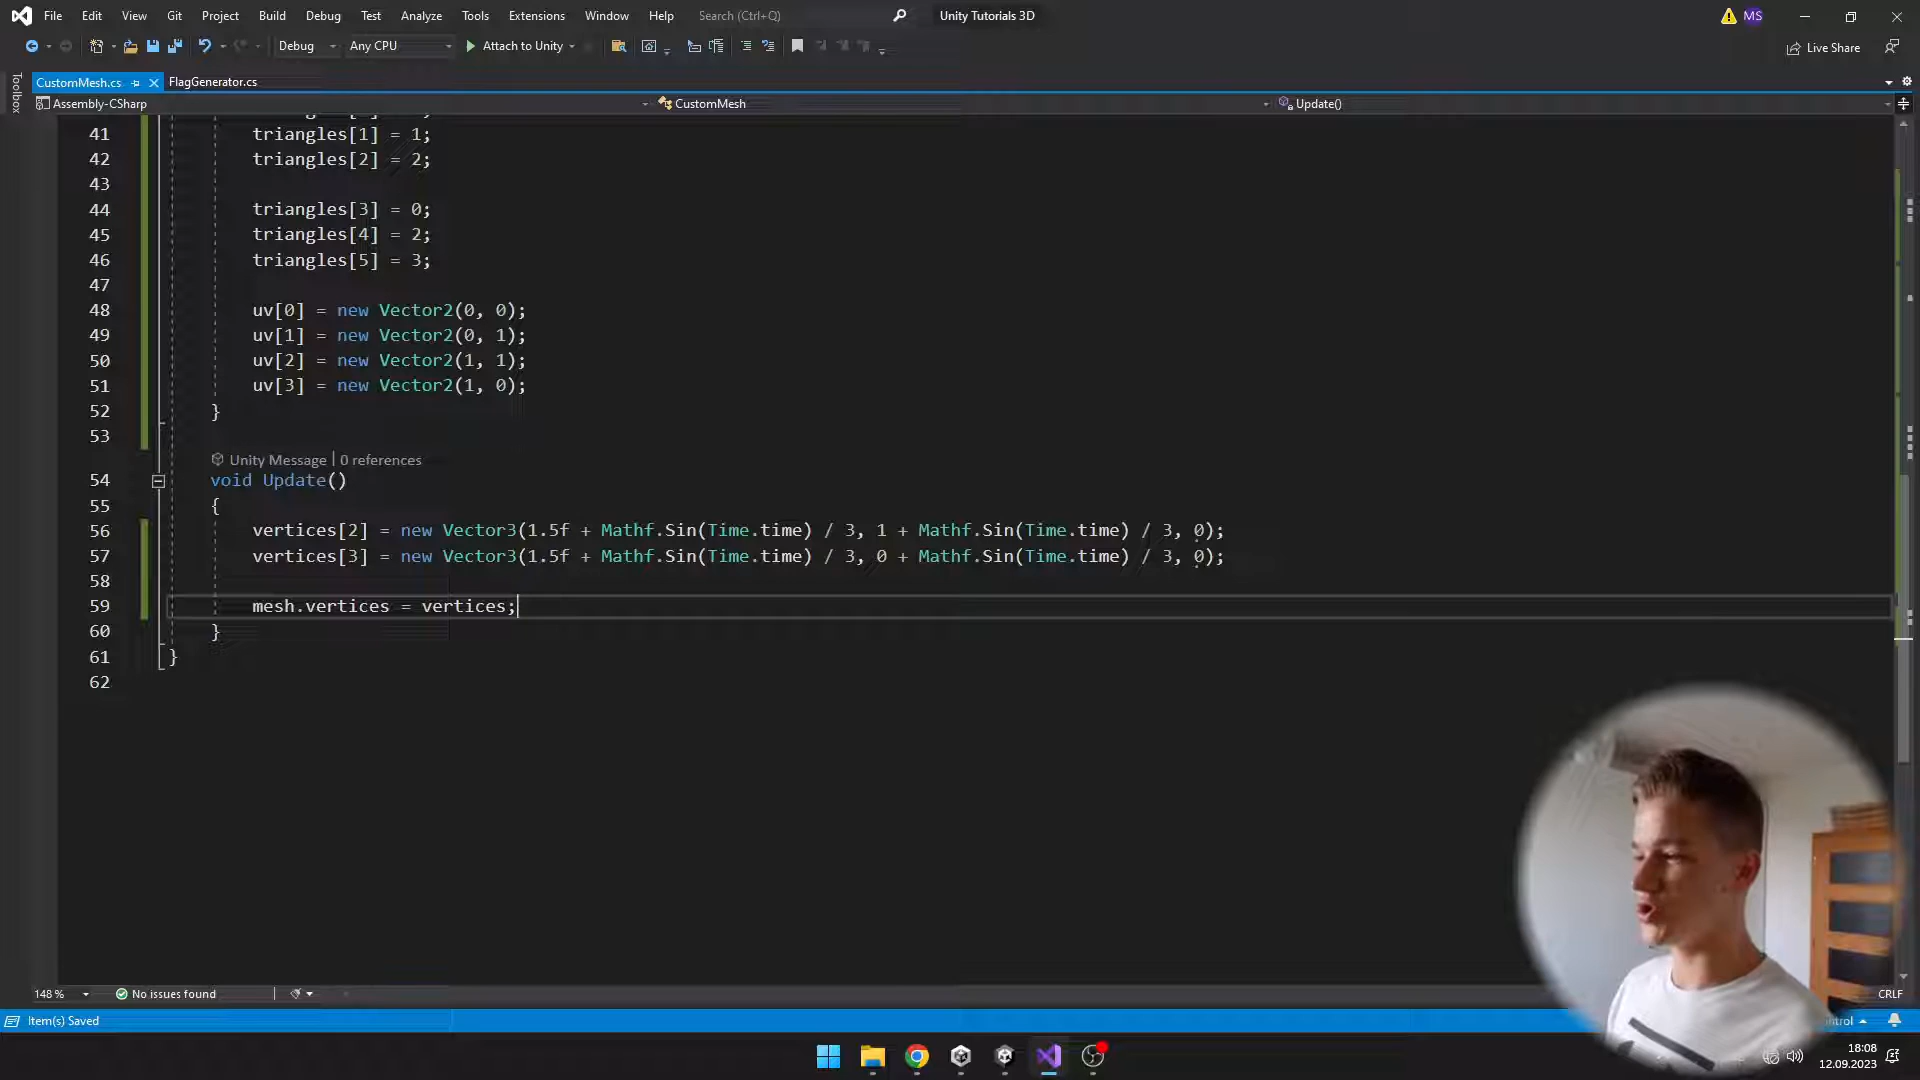 File Edit View Git Project Build Debug Test Analyze Tools Extensions Window Help Search (Ctrl+Q) Unity Tutorials 3D MS
Debug Any CPU Attach to Unity Live Share
Toolbox
CustomMesh.cs FlagGenerator.cs
Assembly-CSharp CustomMesh Update()
41 triangles[1] = 1;
42 triangles[2] = 2;
43
44 triangles[3] = 0;
45 triangles[4] = 2;
46 triangles[5] = 3;
47
48 uv[0] = new Vector2(0, 0);
49 uv[1] = new Vector2(0, 1);
50 uv[2] = new Vector2(1, 1);
51 uv[3] = new Vector2(1, 0);
52 }
53
Unity Message | 0 references
54 void Update()
55 {
56 vertices[2] = new Vector3(1.5f + Mathf.Sin(Time.time) / 3, 1 + Mathf.Sin(Time.time) / 3, 0);
57 vertices[3] = new Vector3(1.5f + Mathf.Sin(Time.time) / 3, 0 + Mathf.Sin(Time.time) / 3, 0);
58
59 mesh.vertices = vertices;
60 }
61 }
62
148 % No issues found CRLF
Item(s) Saved
18:08
12.09.2023